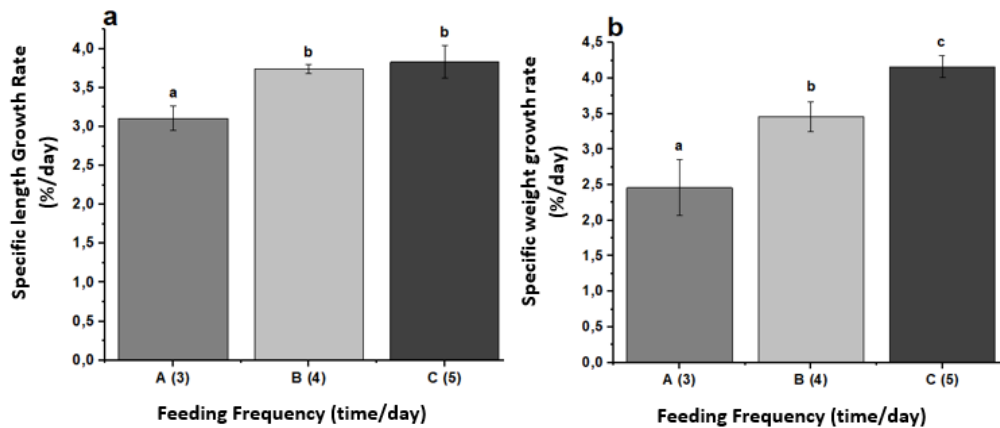 a
Specific length Growth Rate
(%/day)
4,0
3,5
3,0
2,5
2,0
1,5
1,0
0,5
0,0
a
b
b
A (3)
B (4)
C (5)
Feeding Frequency (time/day)
b
Specific weight growth rate
(%/day)
4,5
4,0
3,5
3,0
2,5
2,0
1,5
1,0
0,5
0,0
a
b
c
A (3)
B (4)
C (5)
Feeding Frequency (time/day)